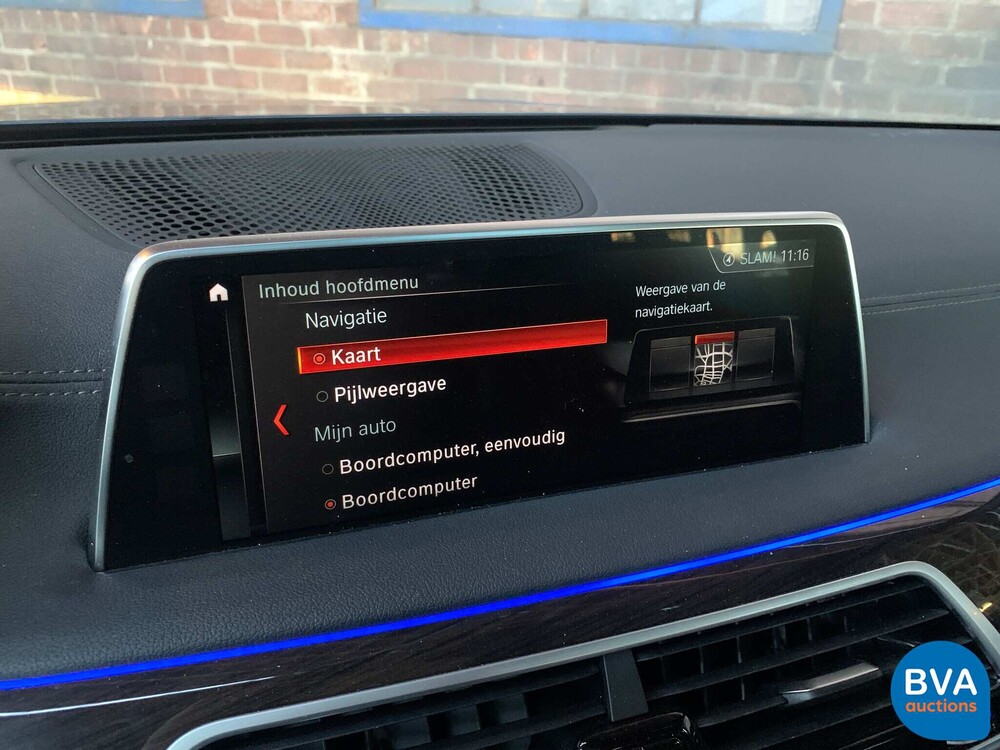 SLAM! 11:16
Inhoud hoofdmenu
Navigatie
Kaart
Pijlweergave
Mijn auto
Boordcomputer, eenvoudig
Boordcomputer
Weergave van de
navigatiekaart.
BVA
auctions